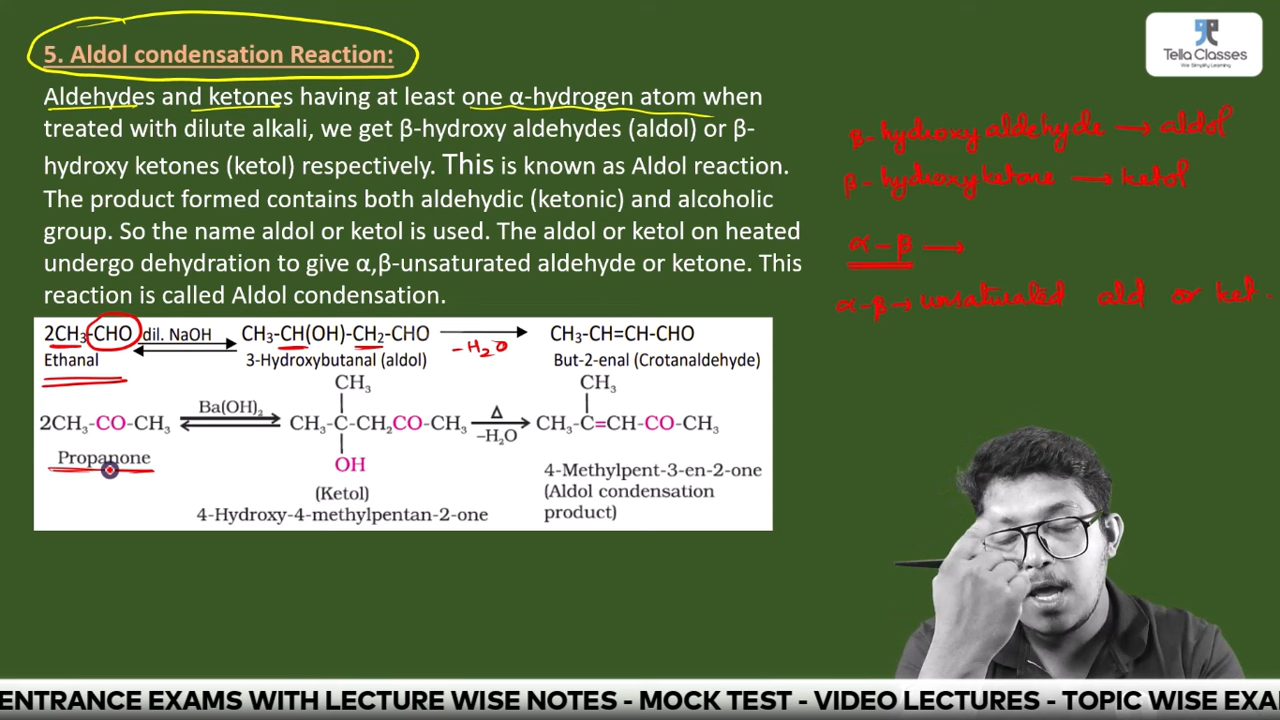 5. Aldol condensation Reaction:
Tella Classes
Aldehydes and ketones having at least one α-hydrogen atom when
treated with dilute alkali, we get β-hydroxy aldehydes (aldol) or β-
hydroxy ketones (ketol) respectively. This is known as Aldol reaction.
The product formed contains both aldehydic (ketonic) and alcoholic
group. So the name aldol or ketol is used. The aldol or ketol on heated
undergo dehydration to give α,β-unsaturated aldehyde or ketone. This
reaction is called Aldol condensation.
β- hydroxy aldehyde → aldol
β - hydroxy ketone → ketol
α - β →
α-β → unsaturated ald or ket.
2CH₃-CHO dil. NaOH CH₃-CH(OH)-CH₂-CHO -H₂O CH₃-CH=CH-CHO
Ethanal 3-Hydroxybutanal (aldol) But-2-enal (Crotanaldehyde)
CH₃ CH₃
2CH₃-CO-CH₃ Ba(OH)₂ CH₃-C-CH₂CO-CH₃ Δ –H₂O CH₃-C=CH-CO-CH₃
Propanone OH 4-Methylpent-3-en-2-one
(Ketol) (Aldol condensation
4-Hydroxy-4-methylpentan-2-one product)
ENTRANCE EXAMS WITH LECTURE WISE NOTES - MOCK TEST - VIDEO LECTURES - TOPIC WISE EXA